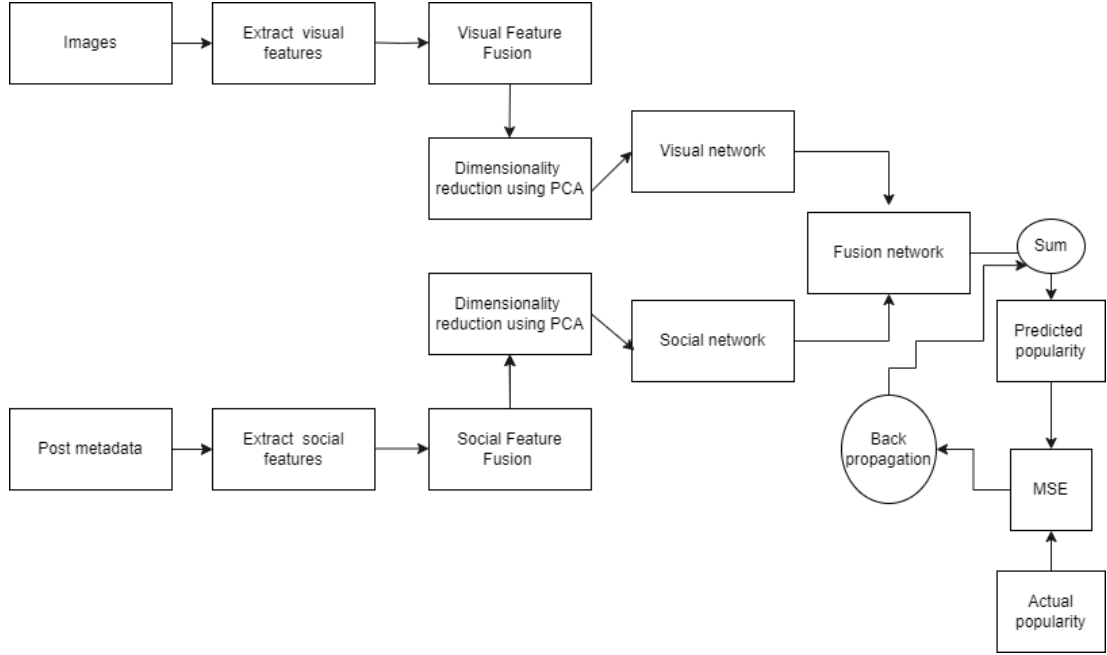 Images
Extract visual
features
Visual Feature
Fusion
Dimensionality
reduction using PCA
Visual network
Fusion network
Sum
Dimensionality
reduction using PCA
Social network
Predicted
popularity
Post metadata
Extract social
features
Social Feature
Fusion
Back
propagation
MSE
Actual
popularity